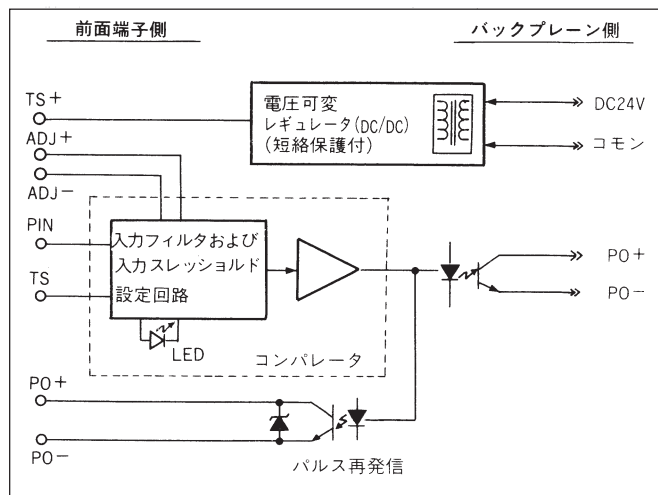 前面端子側
バックプレーン側
TS+
電圧可変
レギュレータ(DC/DC)
(短絡保護付)
DC24V
コモン
ADJ+
ADJ−
PIN
TS
入力フィルタおよび
入力スレッショルド
設定回路
LED
コンパレータ
PO+
PO−
PO+
PO−
パルス再発信